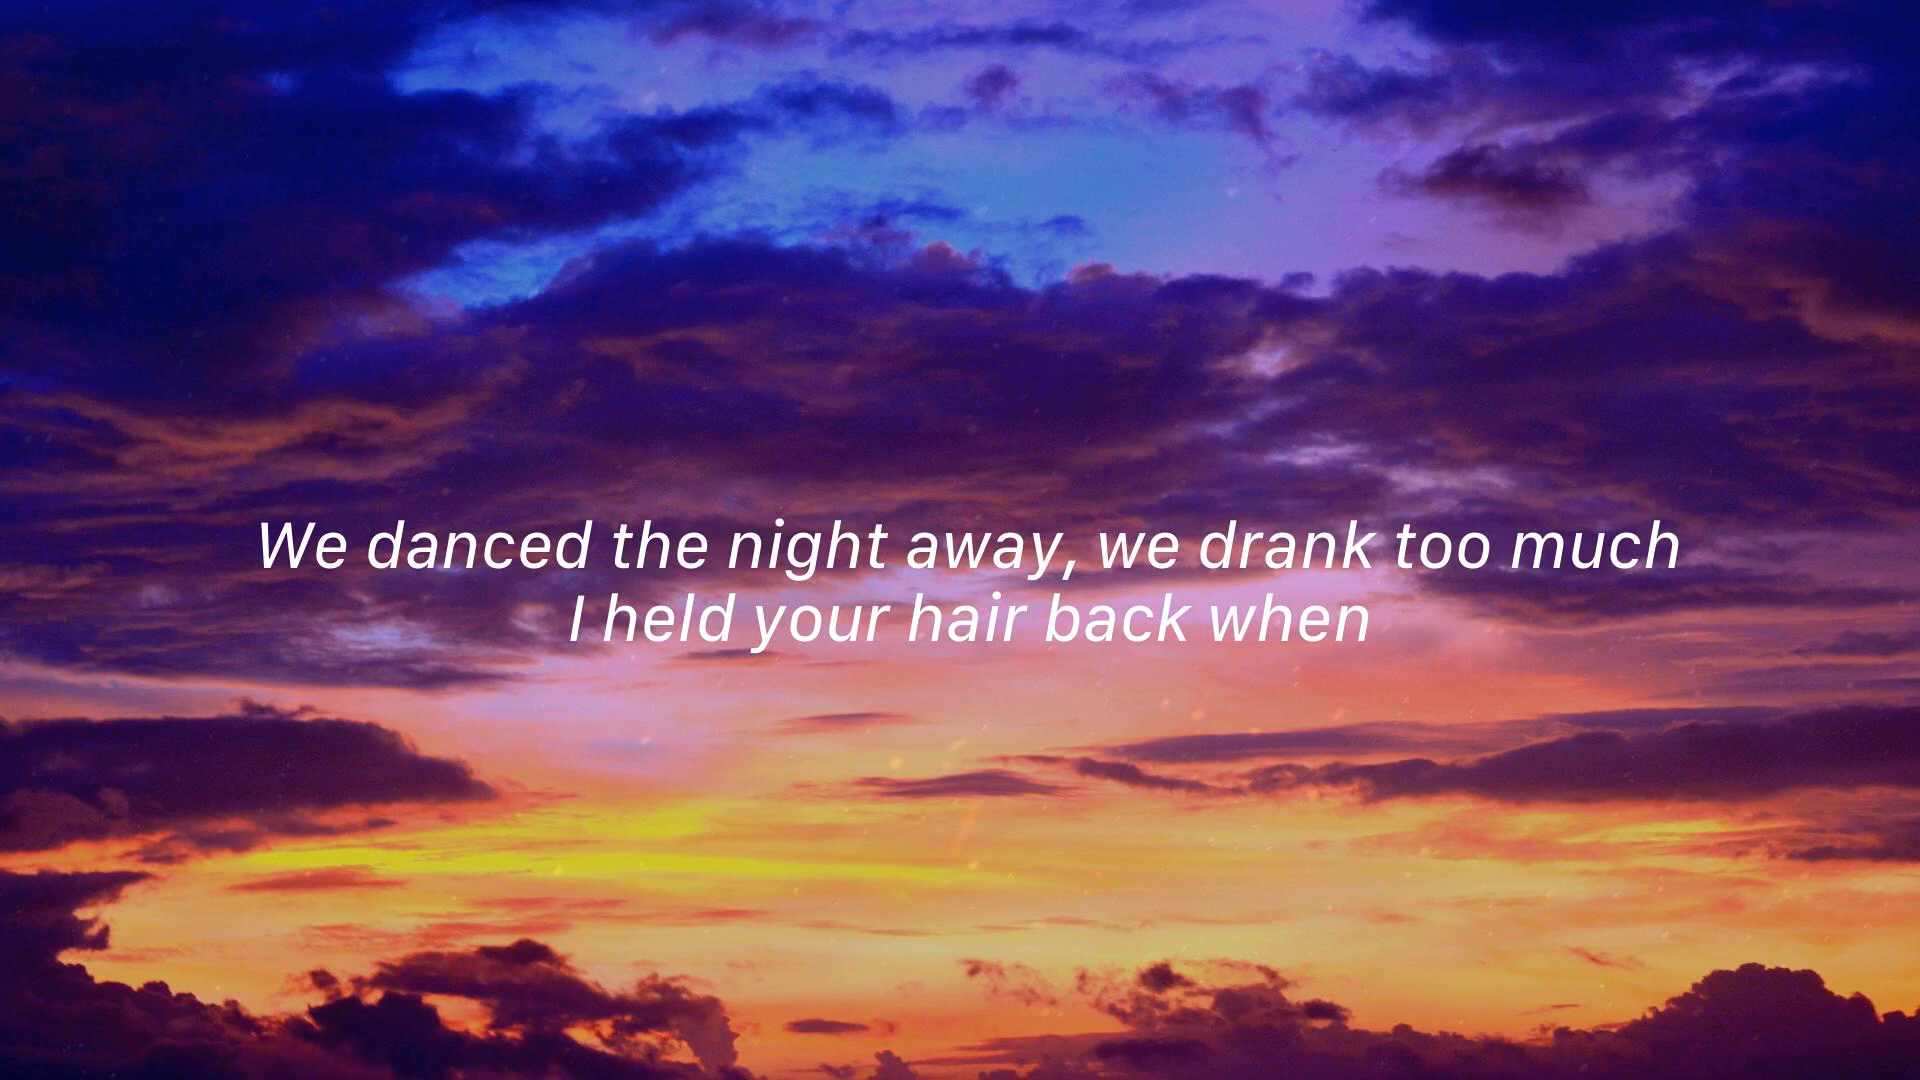 We danced the night away, we drank too much
I held your hair back when